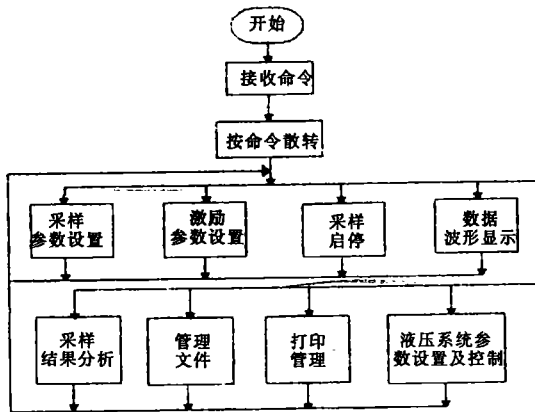 开始
接收命令
按命令散转
采样
参数设置
激励
参数设置
采样
启停
数据
波形显示
采样
结果分析
管理
文件
打印
管理
液压系统参
数设置及控制